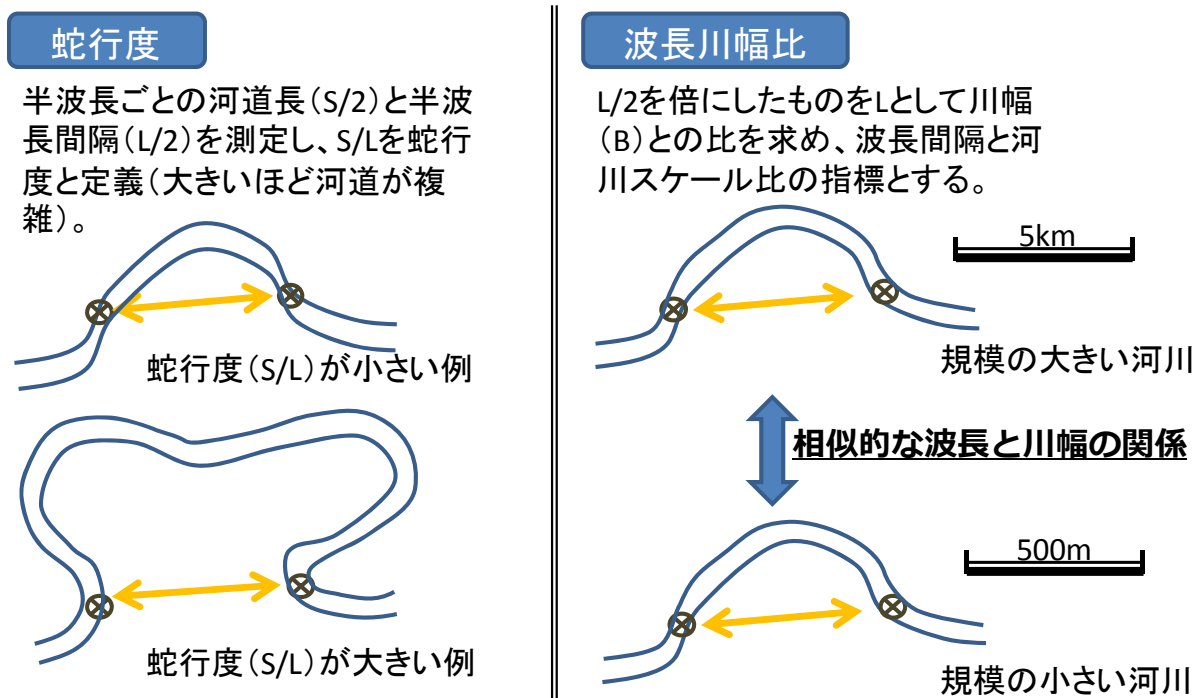 蛇行度
半波長ごとの河道長（S/2）と半波
長間隔（L/2）を測定し、S/Lを蛇行
度と定義（大きいほど河道が複
雑）。
蛇行度（S/L）が小さい例
蛇行度（S/L）が大きい例
波長川幅比
L/2を倍にしたものをLとして川幅
（B）との比を求め、波長間隔と河
川スケール比の指標とする。
5km
規模の大きい河川
相似的な波長と川幅の関係
500m
規模の小さい河川